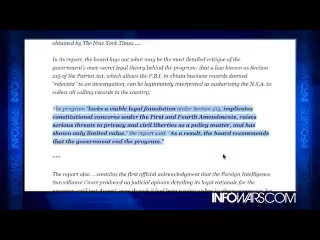 obtained by The New York Times ....
In its report, the board lays out what may be the most detailed critique of the
government's once-secret legal theory behind the program: that a law known as Section
215 of the Patriot Act, which allows the F.B.I. to obtain business records deemed
"relevant" to an investigation, can be legitimately interpreted as authorizing the N.S.A. to
collect all calling records in the country.
The program "lacks a viable legal foundation under Section 215, implicates
constitutional concerns under the First and Fourth Amendments, raises
serious threats to privacy and civil liberties as a policy matter, and has
shown only limited value," the report said. "As a result, the board recommends
that the government end the program."
***
The report also ... contains the first official acknowledgment that the Foreign Intelligence
Surveillance Court produced no judicial opinion detailing its legal rationale for the
INFOWARS.COM